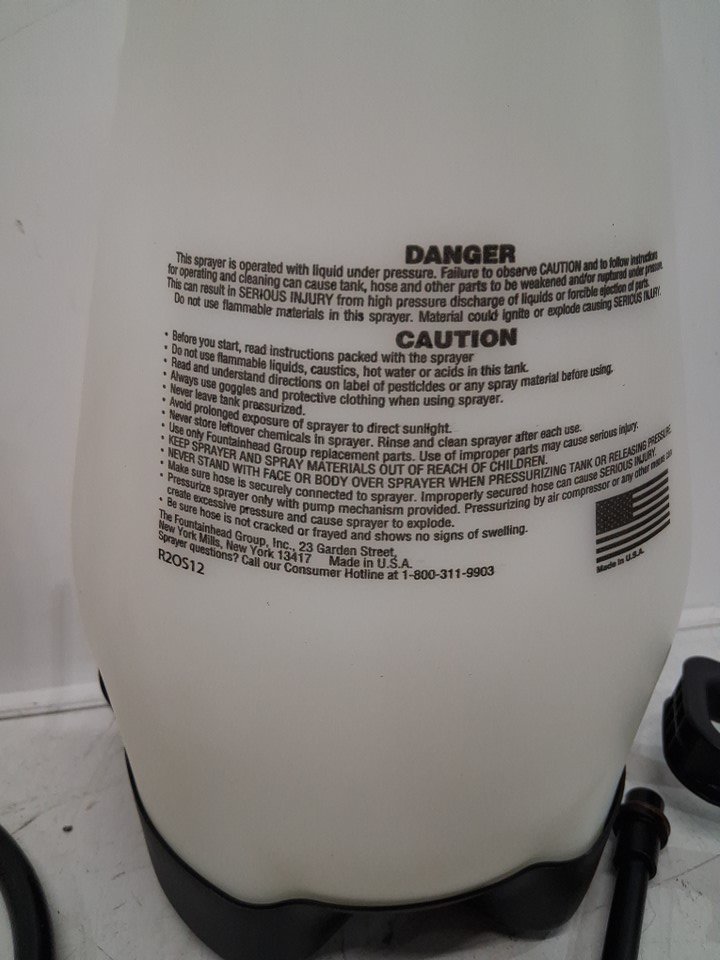 DANGER
This sprayer is operated with liquid under pressure. Failure to observe CAUTION and to follow instruction
for operating and cleaning can cause tank, hose and other parts to be weakened and/or ruptured under pressure.
This can result in SERIOUS INJURY from high pressure discharge of liquids or forcible ejection of parts.
Do not use flammable materials in this sprayer. Material could ignite or explode causing SERIOUS INJURY.
CAUTION
• Before you start, read instructions packed with the sprayer
• Do not use flammable liquids, caustics, hot water or acids in this tank.
• Read and understand directions on label of pesticides or any spray material before using.
• Always use goggles and protective clothing when using sprayer.
• Never leave tank pressurized.
• Avoid prolonged exposure of sprayer to direct sunlight.
• Never store leftover chemicals in sprayer. Rinse and clean sprayer after each use.
• Use only Fountainhead Group replacement parts. Use of improper parts may cause serious injury.
• KEEP SPRAYER AND SPRAY MATERIALS OUT OF REACH OF CHILDREN.
• NEVER STAND WITH FACE OR BODY OVER SPRAYER WHEN PRESSURIZING TANK OR RELEASING PRESSURE.
• Make sure hose is securely connected to sprayer. Improperly secured hose can cause SERIOUS INJURY.
• Pressurize sprayer only with pump mechanism provided. Pressurizing by air compressor or any other means can
create excessive pressure and cause sprayer to explode.
• Be sure hose is not cracked or frayed and shows no signs of swelling.
The Fountainhead Group, Inc., 23 Garden Street,
New York Mills, New York 13417 Made in U.S.A.
Sprayer questions? Call our Consumer Hotline at 1-800-311-9903
R2OS12
Made in U.S.A.